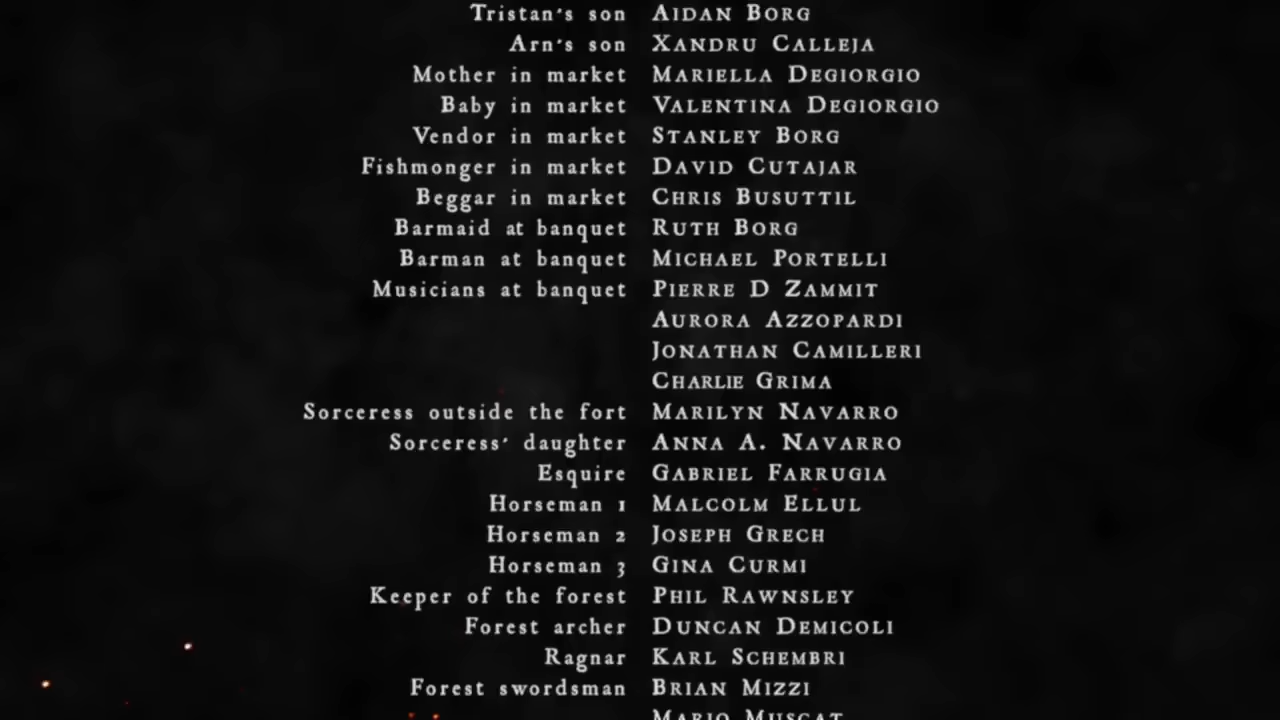 Tristan's son AIDAN BORG
Arn's son XANDRU CALLEJA
Mother in market MARIELLA DEGIORGIO
Baby in market VALENTINA DEGIORGIO
Vendor in market STANLEY BORG
Fishmonger in market DAVID CUTAJAR
Beggar in market CHRIS BUSUTTIL
Barmaid at banquet RUTH BORG
Barman at banquet MICHAEL PORTELLI
Musicians at banquet PIERRE D ZAMMIT
AURORA AZZOPARDI
JONATHAN CAMILLERI
CHARLIE GRIMA
Sorceress outside the fort MARILYN NAVARRO
Sorceress' daughter ANNA A. NAVARRO
Esquire GABRIEL FARRUGIA
Horseman 1 MALCOLM ELLUL
Horseman 2 JOSEPH GRECH
Horseman 3 GINA CURMI
Keeper of the forest PHIL RAWNSLEY
Forest archer DUNCAN DEMICOLI
Ragnar KARL SCHEMBRI
Forest swordsman BRIAN MIZZI
MARIO MUSCAT